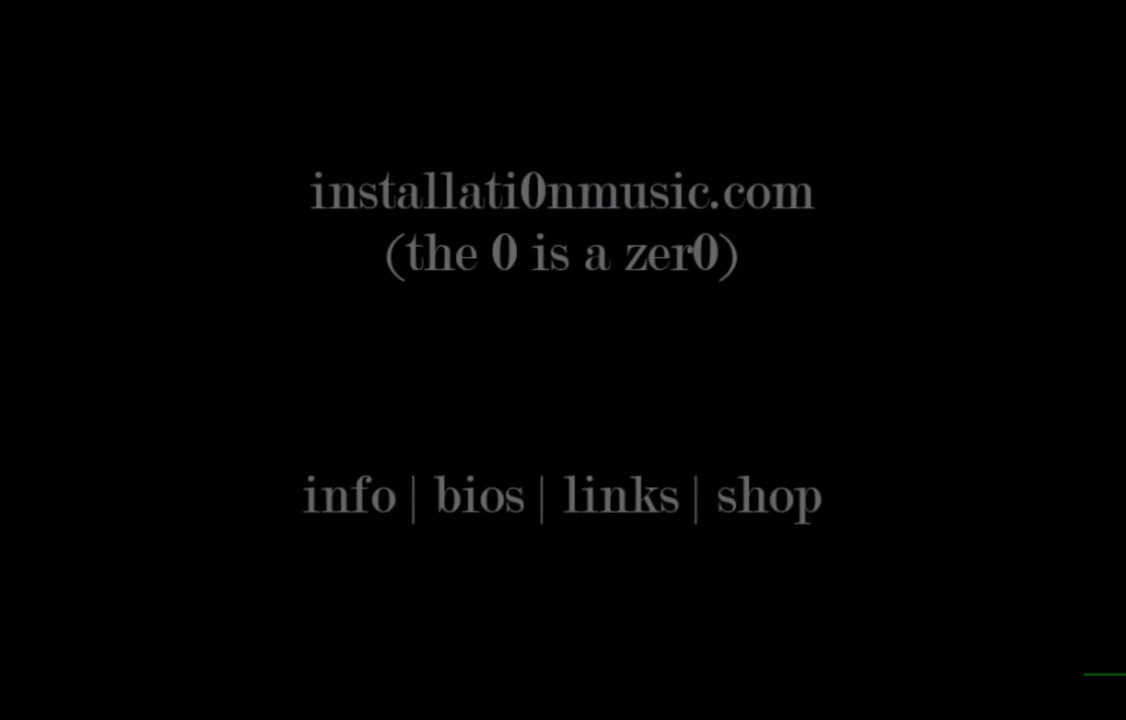 installati0nmusic.com
(the 0 is a zer0)
info | bios | links | shop